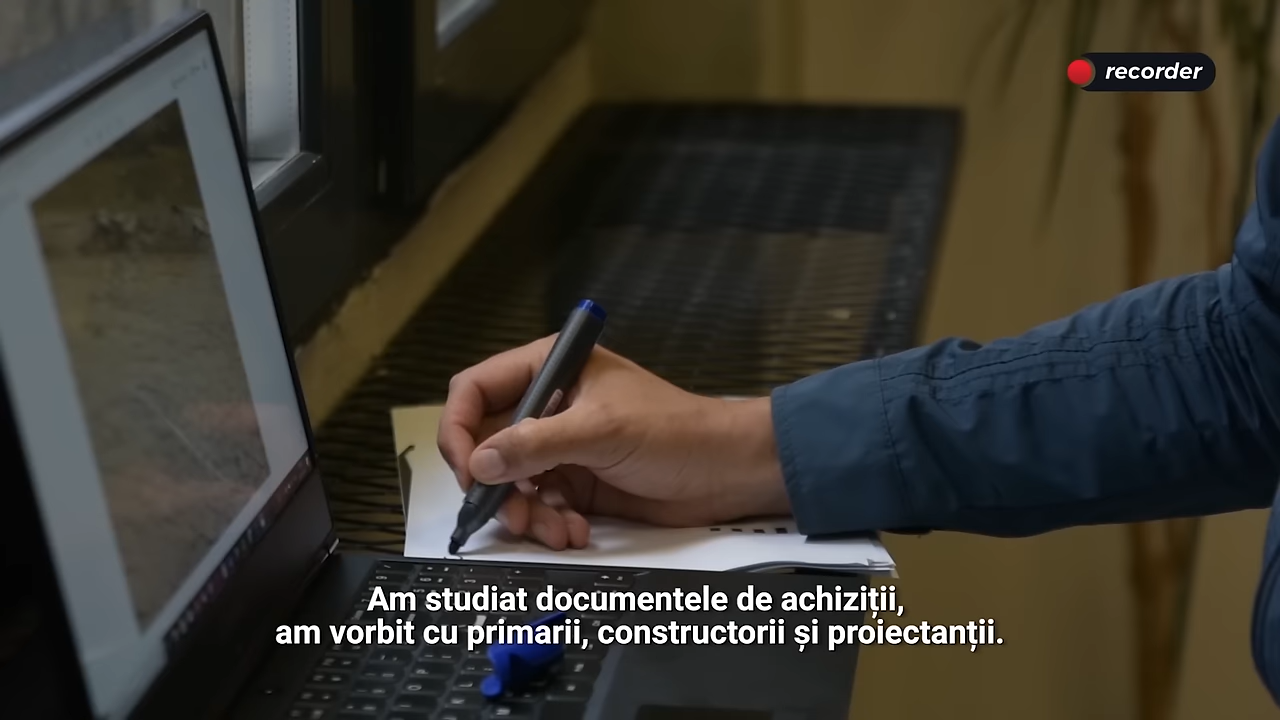 recorder
Am studiat documentele de achiziții,
am vorbit cu primarii, constructorii și proiectanții.